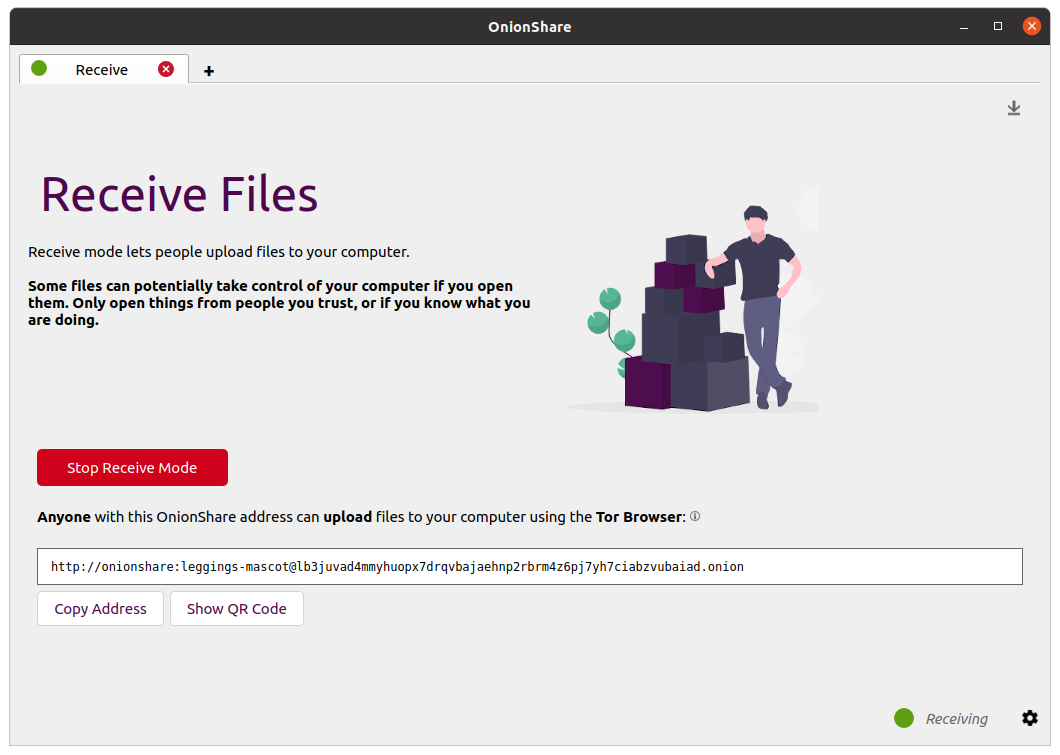 OnionShare
Receive
Receive Files
Receive mode lets people upload files to your computer.
Some files can potentially take control of your computer if you open
them. Only open things from people you trust, or if you know what you
are doing.
Stop Receive Mode
Anyone with this OnionShare address can upload files to your computer using the Tor Browser:
http://onionshare:leggings-mascot@lb3juvad4mmyhuopx7drqvbajaehnp2rbrm4z6pj7yh7ciabzvubaiad.onion
Copy Address
Show QR Code
Receiving